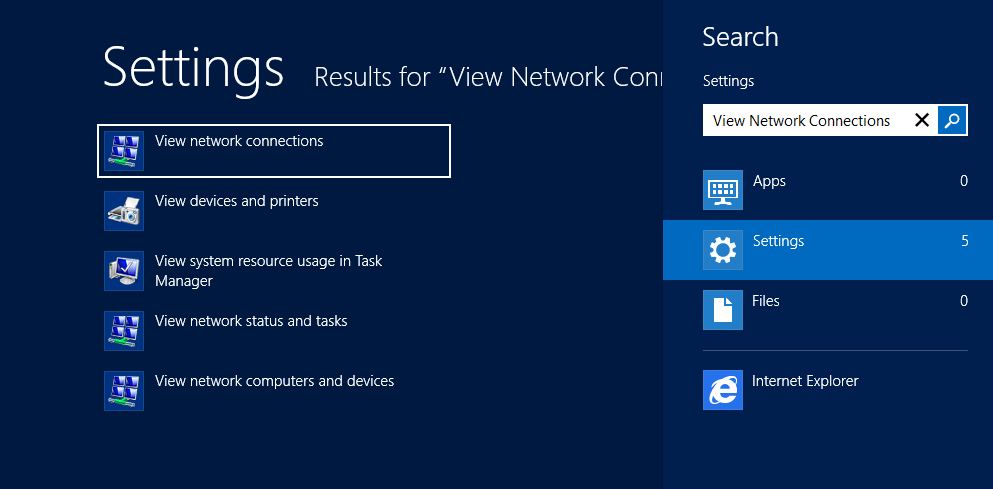 Settings
Results for “View Network Con
View network connections
View devices and printers
View system resource usage in Task
Manager
View network status and tasks
View network computers and devices
Search
Settings
View Network Connections
Apps 0
Settings 5
Files 0
Internet Explorer